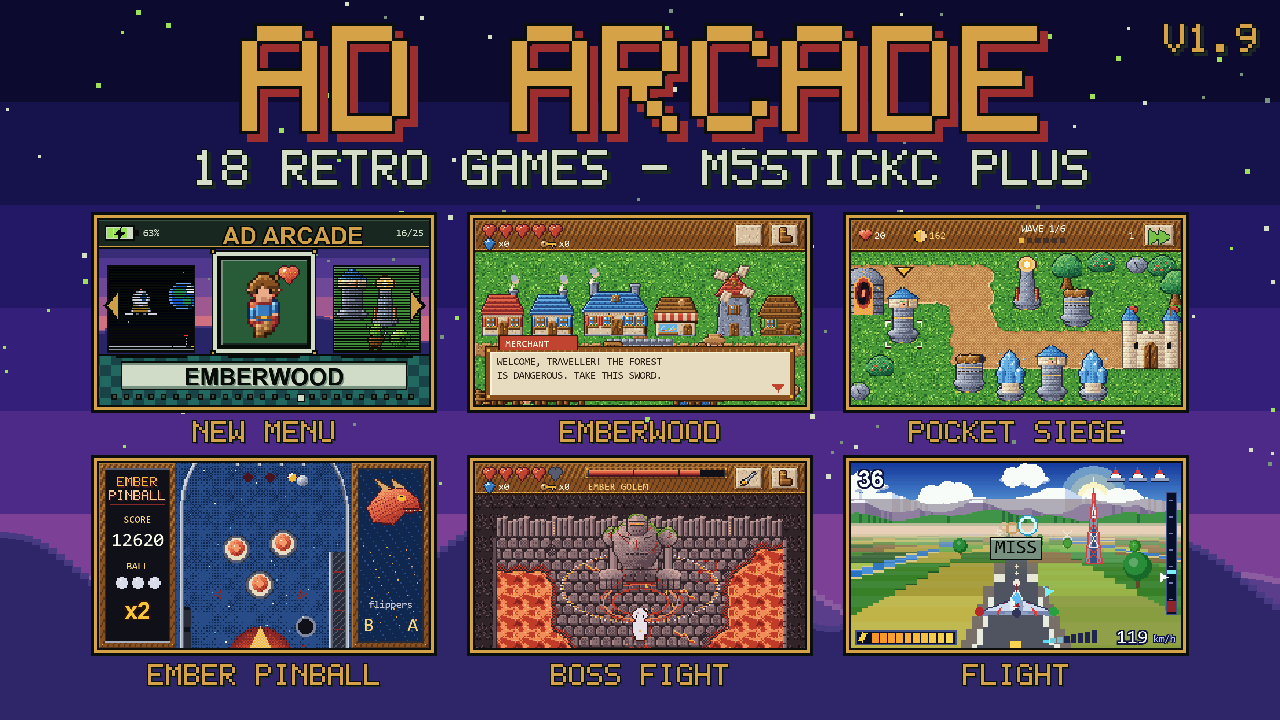 AD ARCADE
V1.9
18 RETRO GAMES - M5STICKC PLUS
63%
AD ARCADE
16/25
EMBERWOOD
NEW MENU
x0
x0
MERCHANT
WELCOME, TRAVELLER! THE FOREST
IS DANGEROUS. TAKE THIS SWORD.
EMBERWOOD
20
162
WAVE 1/6
1
POCKET SIEGE
EMBER
PINBALL
SCORE
12620
BALL
x2
flippers
B
A
EMBER PINBALL
x0
x0
EMBER GOLEM
BOSS FIGHT
36
MISS
119 km/h
FLIGHT